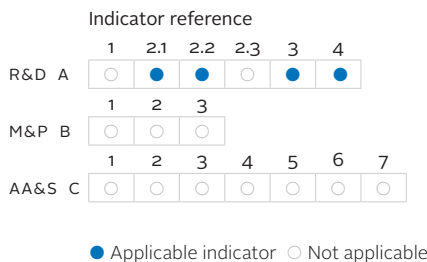 Indicator reference
1 2.1 2.2 2.3 3 4
R&D A
1 2 3
M&P B
1 2 3 4 5 6 7
AA&S C
Applicable indicator Not applicable